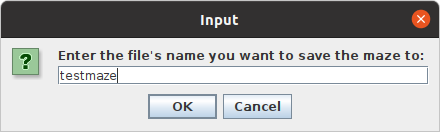 Input
Enter the file's name you want to save the maze to:
testmaze
OK Cancel